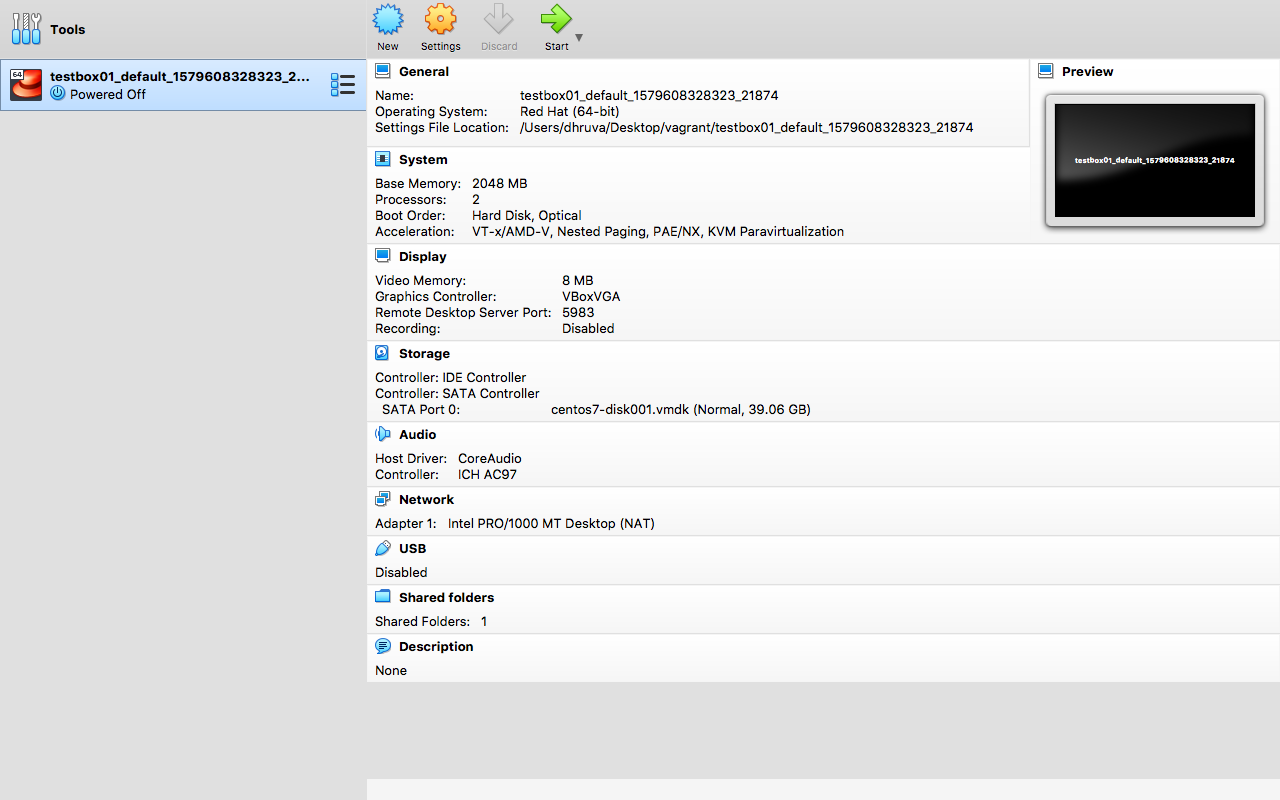 Tools
New
Settings
Discard
Start
64
testbox01_default_1579608328323_2...
Powered Off
General
Name: testbox01_default_1579608328323_21874
Operating System: Red Hat (64-bit)
Settings File Location: /Users/dhruva/Desktop/vagrant/testbox01_default_1579608328323_21874
Preview
testbox01_default_1579608328323_21874
System
Base Memory: 2048 MB
Processors: 2
Boot Order: Hard Disk, Optical
Acceleration: VT-x/AMD-V, Nested Paging, PAE/NX, KVM Paravirtualization
Display
Video Memory: 8 MB
Graphics Controller: VBoxVGA
Remote Desktop Server Port: 5983
Recording: Disabled
Storage
Controller: IDE Controller
Controller: SATA Controller
SATA Port 0: centos7-disk001.vmdk (Normal, 39.06 GB)
Audio
Host Driver: CoreAudio
Controller: ICH AC97
Network
Adapter 1: Intel PRO/1000 MT Desktop (NAT)
USB
Disabled
Shared folders
Shared Folders: 1
Description
None